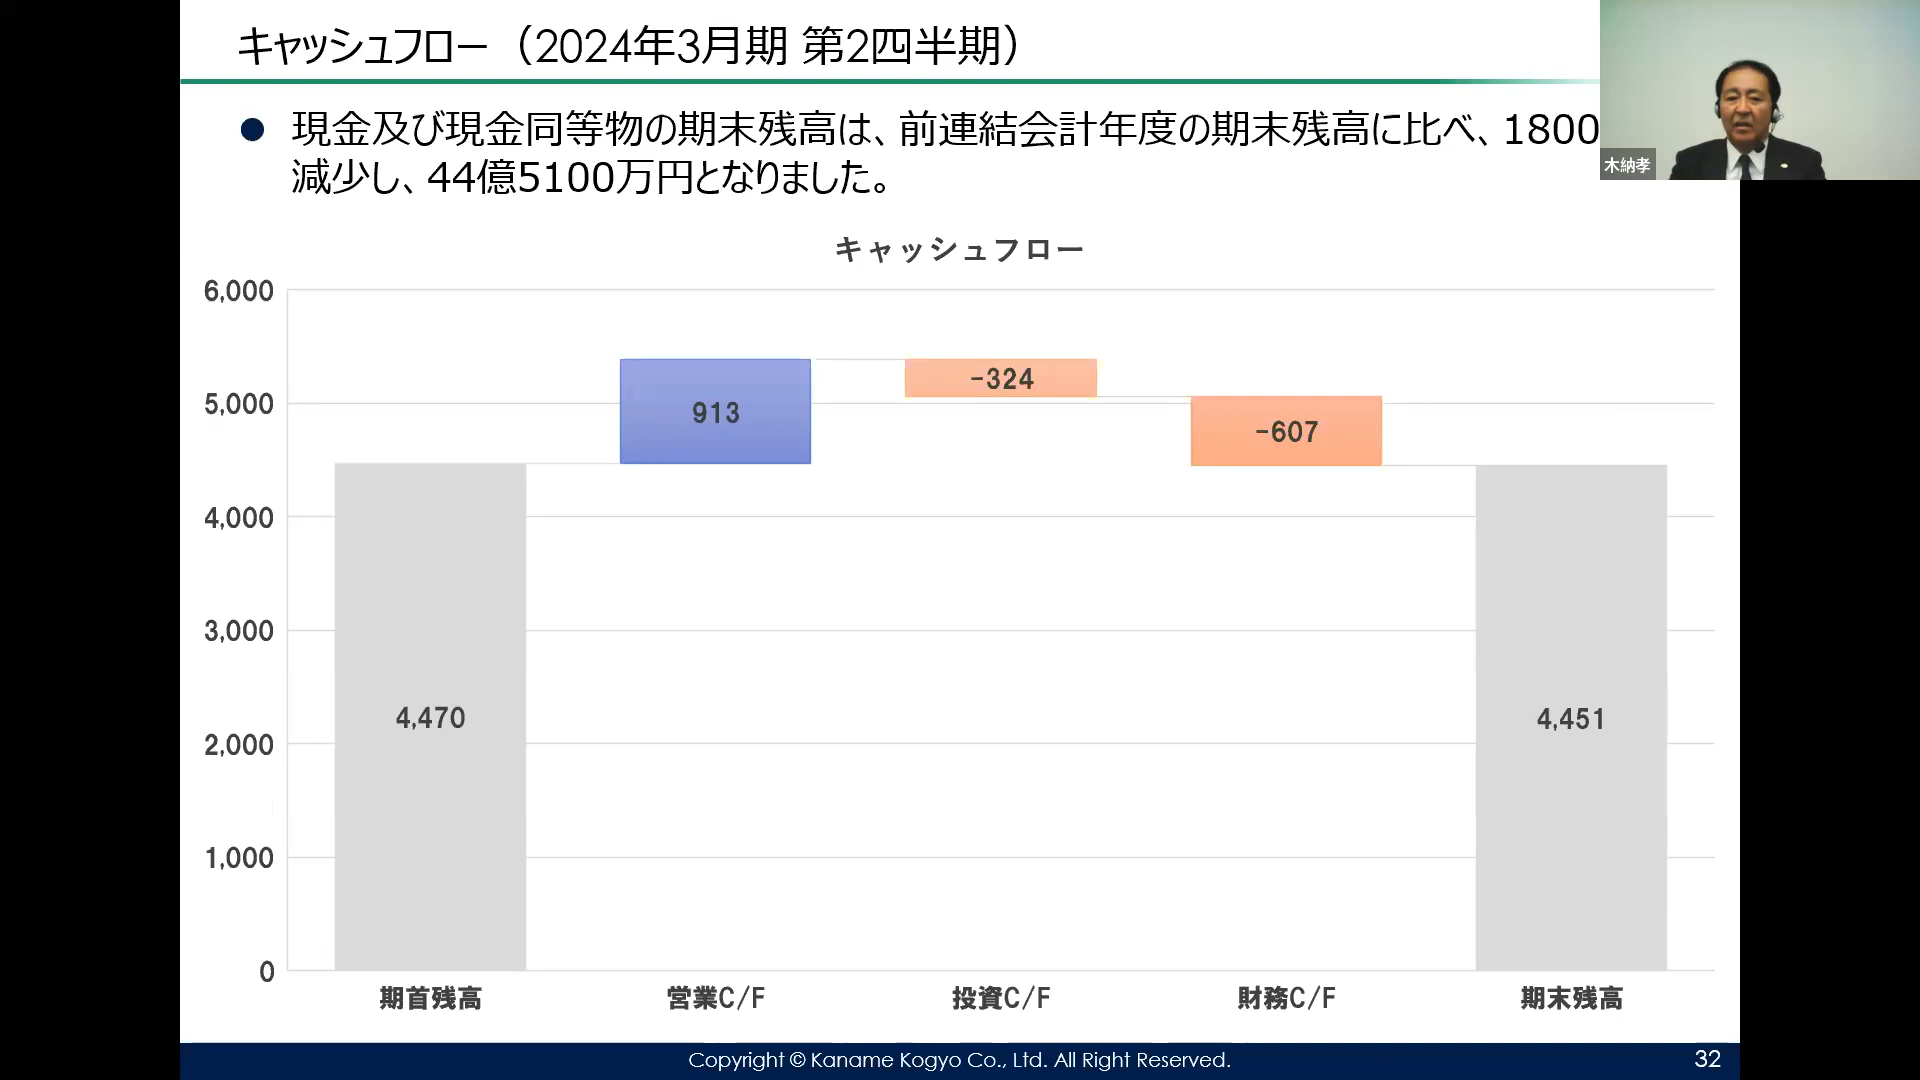 キャッシュフロー（2024年3月期 第2四半期）
現金及び現金同等物の期末残高は、前連結会計年度の期末残高に比べ、1800
減少し、44億5100万円となりました。
木納孝
キャッシュフロー
6,000
5,000
4,000
3,000
2,000
1,000
0
4,470
913
-324
-607
4,451
期首残高 営業C/F 投資C/F 財務C/F 期末残高
Copyright © Kaname Kogyo Co., Ltd. All Right Reserved.
32